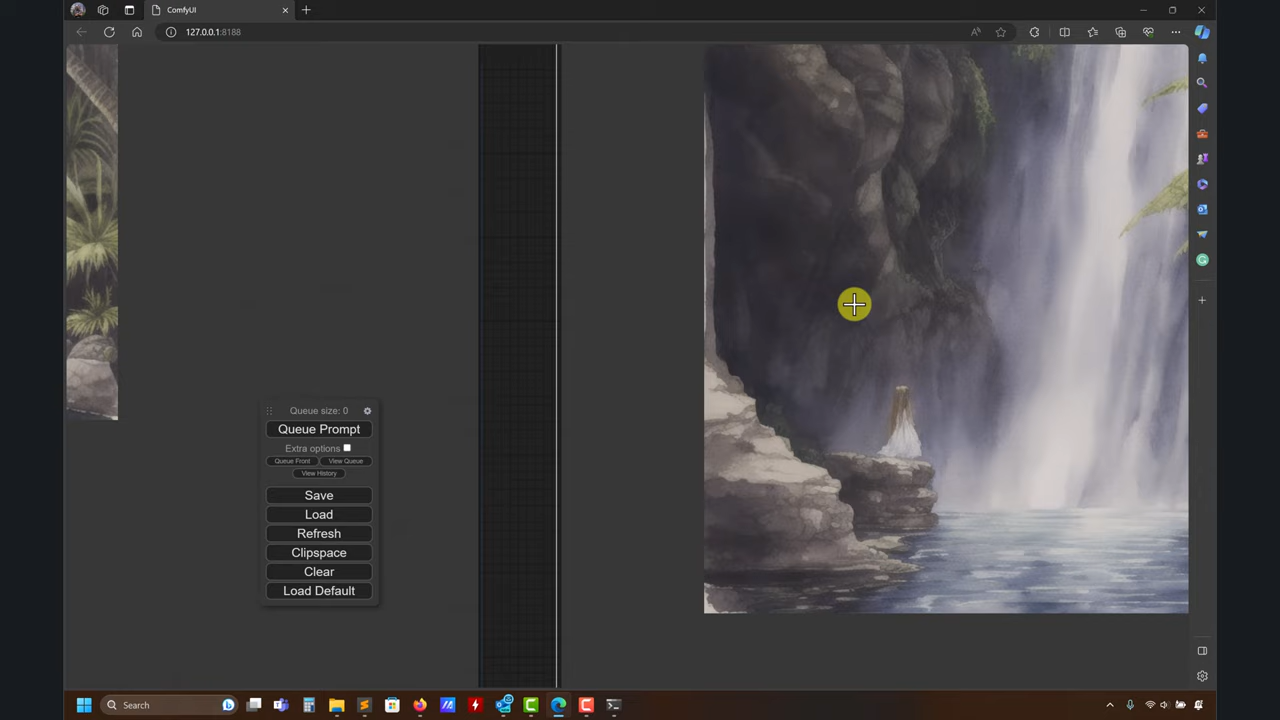 ComfyUI
127.0.0.1:8188
Queue size: 0
Queue Prompt
Extra options
Queue Front
View Queue
View History
Save
Load
Refresh
Clipspace
Clear
Load Default
Search